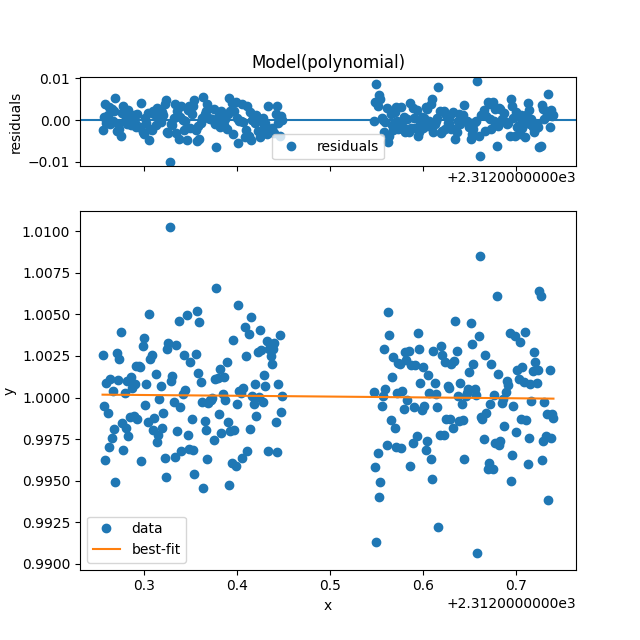 Model(polynomial)
0.01
0.00
−0.01
residuals
residuals
+2.3120000000e3
1.0100
1.0075
1.0050
1.0025
1.0000
0.9975
0.9950
0.9925
0.9900
y
data
best-fit
0.3 0.4 0.5 0.6 0.7
x
+2.3120000000e3